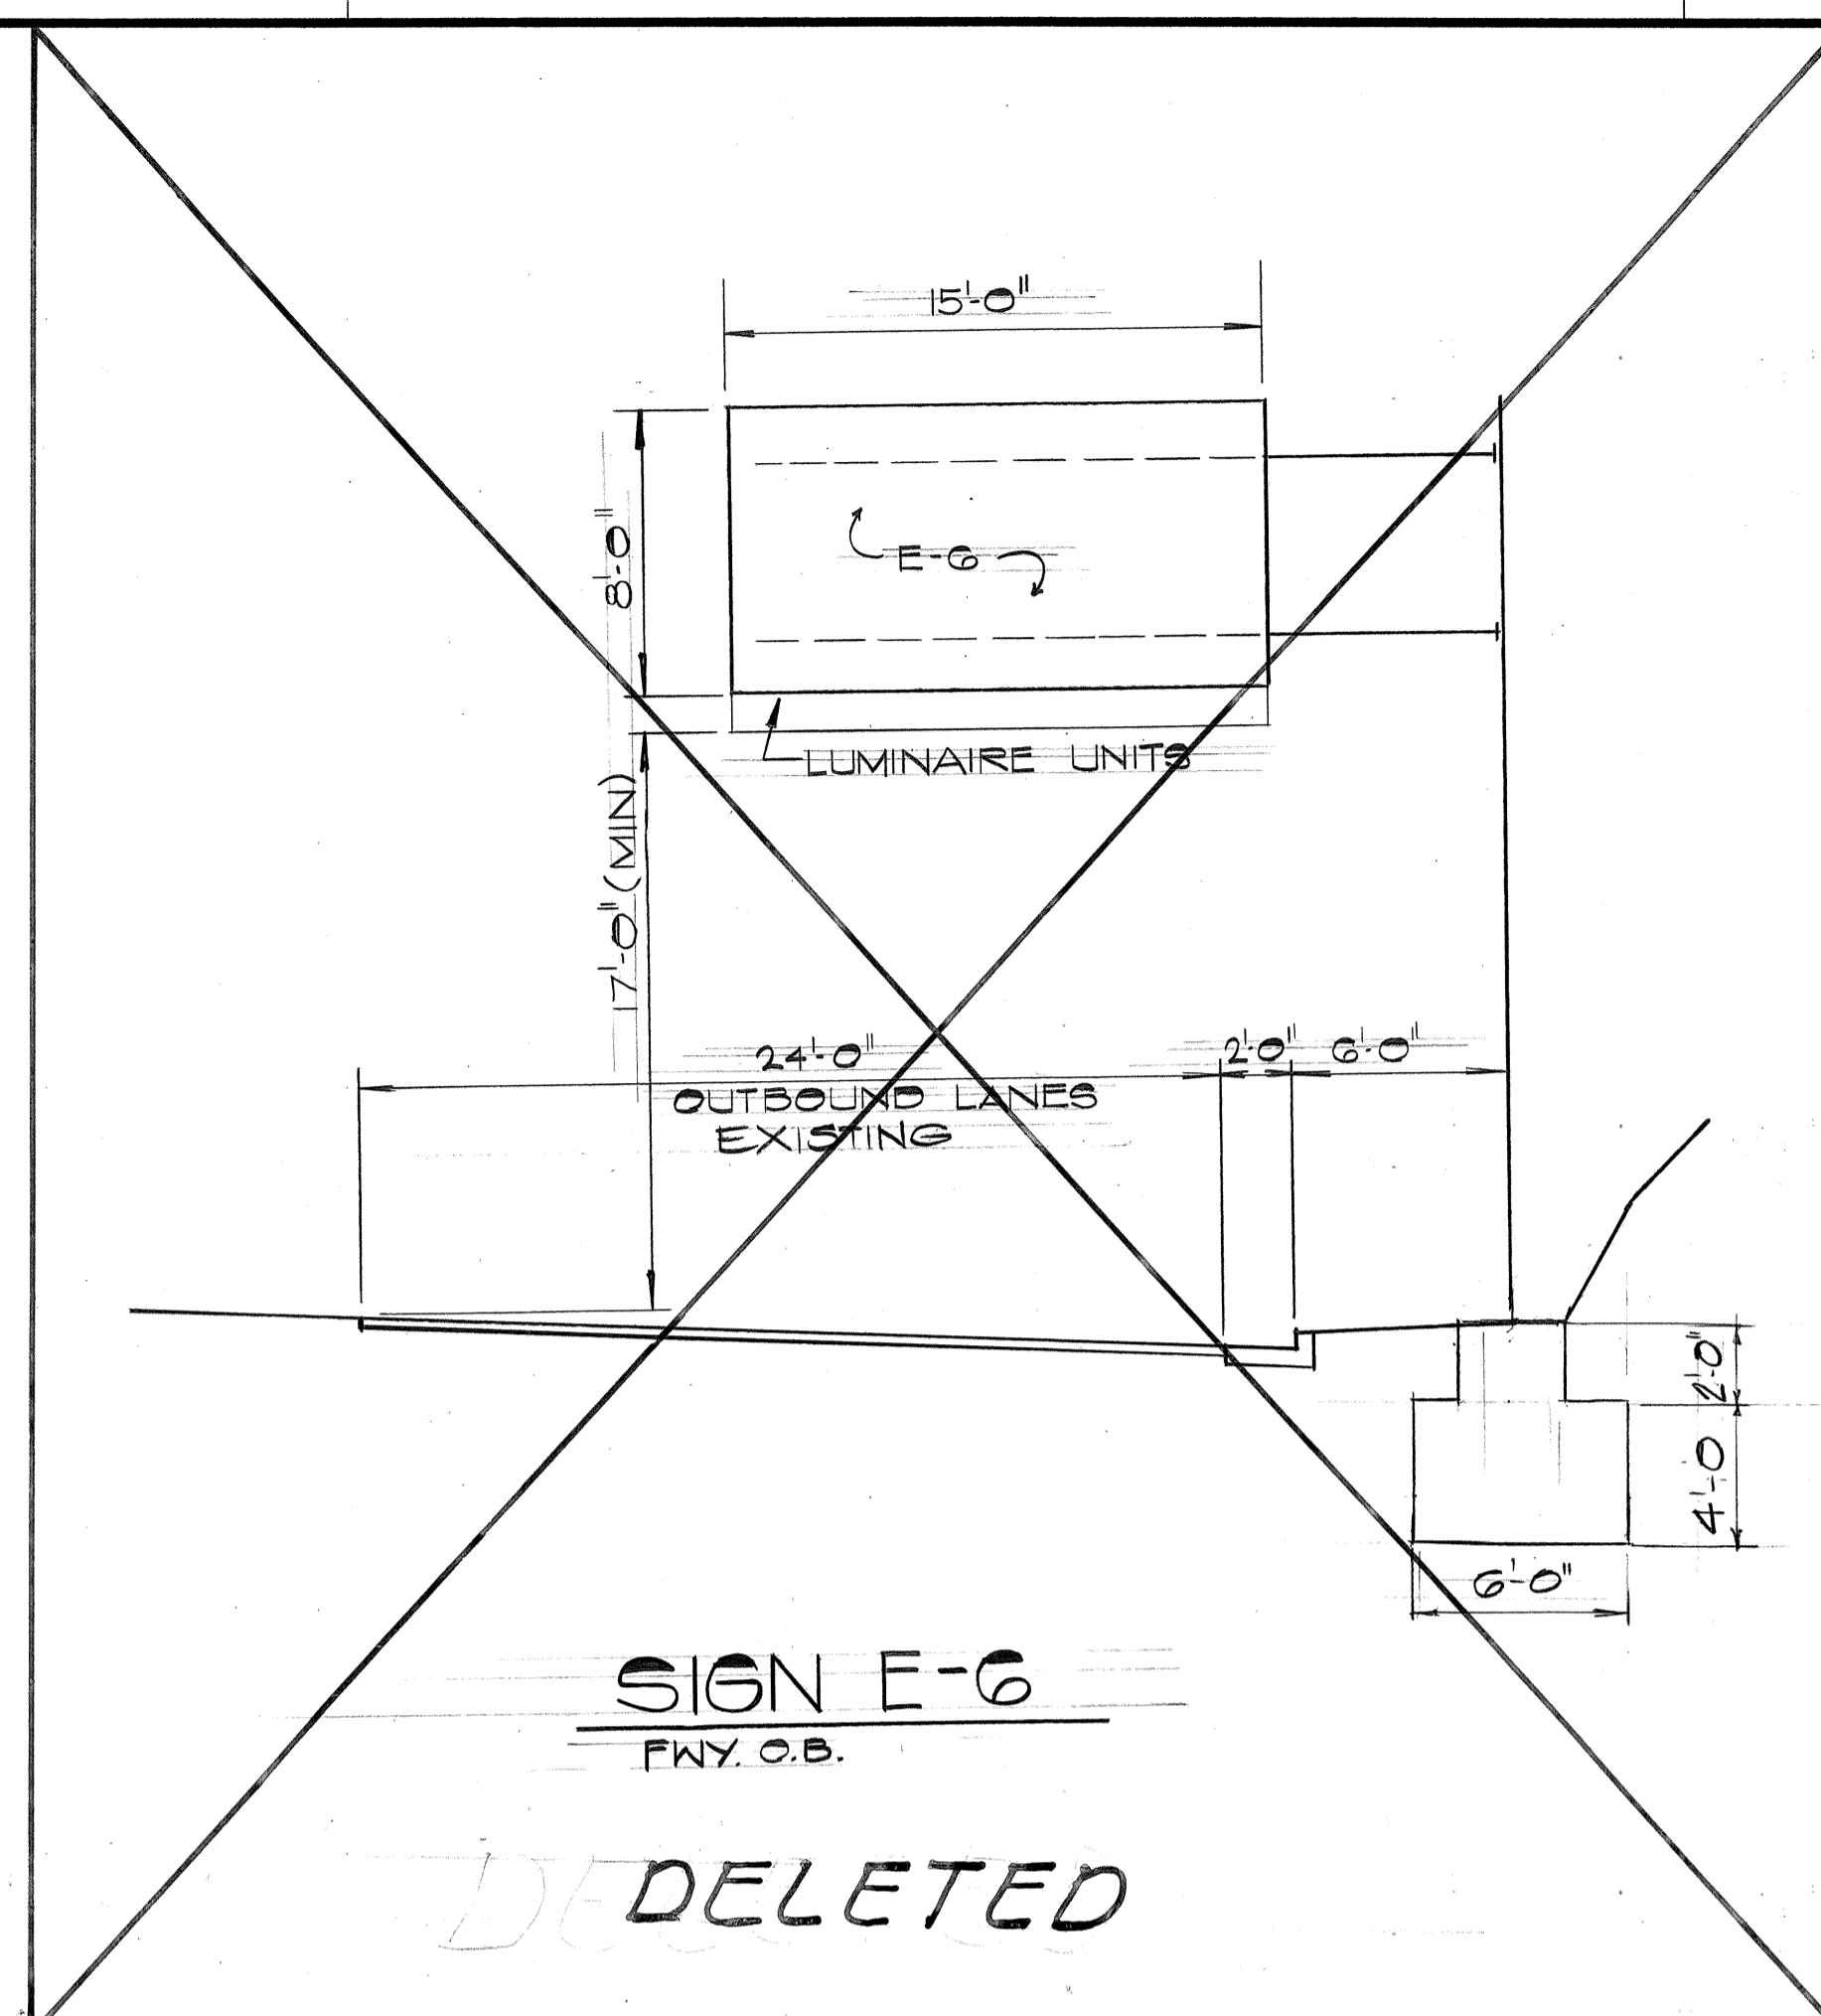 15'-0"
8'-0"
E-6
LUMINAIRE UNITS
17'-0" (MIN)
24'-0"
2'-0"
6'-0"
OUTBOUND LANES
EXISTING
2'-0"
4'-0
6'-0"
SIGN E-6
FWY. O.B.
DELETED